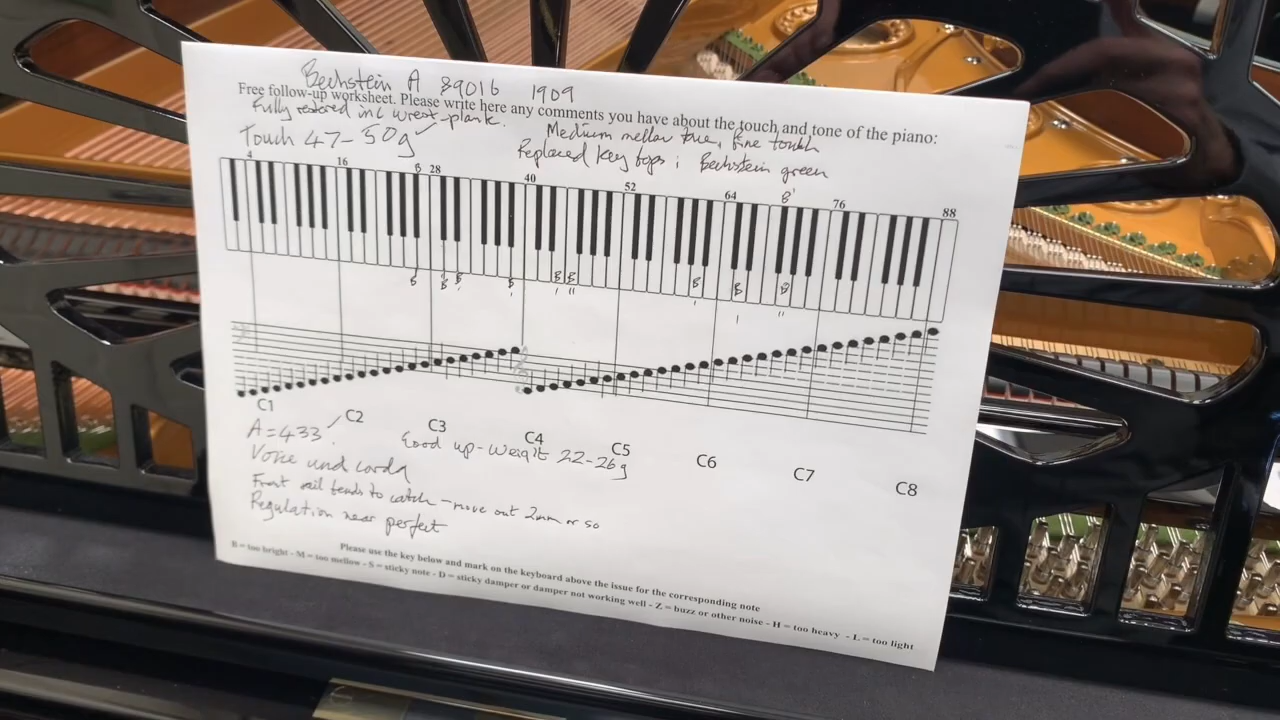 Bechstein A 89016 1909
Free follow-up worksheet. Please write here any comments you have about the touch and tone of the piano:
Fully restored inc wrest-plank.
Touch 47-50g ✓
Medium mellow tone, fine touch
Replaced key tops; Bechstein green
4 16 B 28 40 52 64 B' 76 88
B B B B B B B B B
C1 C2 C3 C4 C5 C6 C7 C8
A=433 ✓
Good up-weight 22-26g
Voice und corda
Front rail tends to catch - move out 2mm or so
Regulation near perfect
Please use the key below and mark on the keyboard above the issue for the corresponding note
B = too bright - M = too mellow - S = sticky note - D = sticky damper or damper not working well - Z = buzz or other noise - H = too heavy - L = too light